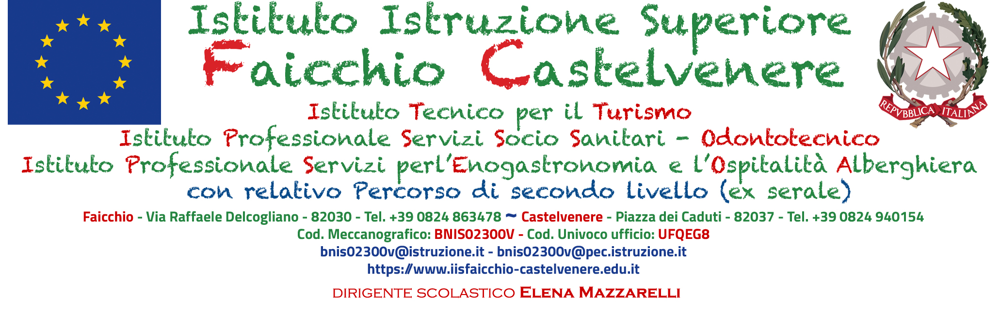 Istituto Istruzione Superiore
Faicchio Castelvenere
REPVBBLICA ITALIANA
Istituto Tecnico per il Turismo
Istituto Professionale Servizi Socio Sanitari - Odontotecnico
Istituto Professionale Servizi perl'Enogastronomia e l'Ospitalità Alberghiera
con relativo Percorso di secondo livello (ex serale)
Faicchio - Via Raffaele Delcogliano - 82030 - Tel. +39 0824 863478 ~ Castelvenere - Piazza dei Caduti - 82037 - Tel. +39 0824 940154
Cod. Meccanografico: BNIS02300V - Cod. Univoco ufficio: UFQEG8
bnis02300v@istruzione.it - bnis02300v@pec.istruzione.it
https://www.iisfaicchio-castelvenere.edu.it
DIRIGENTE SCOLASTICO ELENA MAZZARELLI